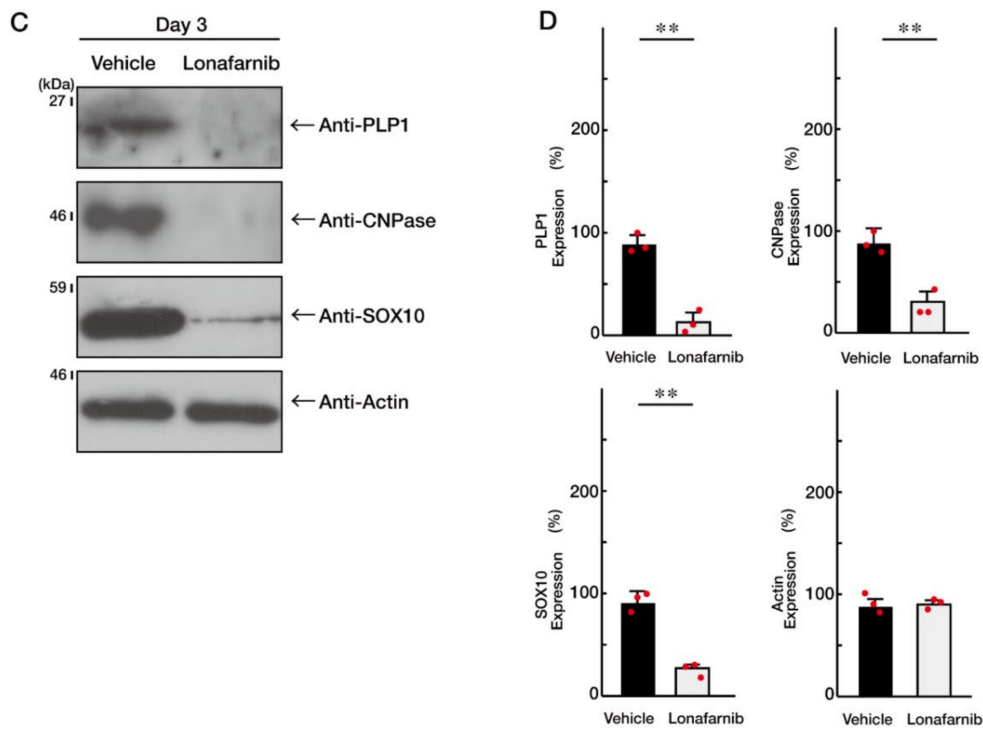 C
Day 3
Vehicle Lonafarnib
(kDa)
27
←Anti-PLP1
46
←Anti-CNPase
59
←Anti-SOX10
46
←Anti-Actin
D
**
200
100
0
PLP1
Expression (%)
Vehicle Lonafarnib
**
200
100
0
CNPase
Expression (%)
Vehicle Lonafarnib
**
200
100
0
SOX10
Expression (%)
Vehicle Lonafarnib
200
100
0
Actin
Expression (%)
Vehicle Lonafarnib